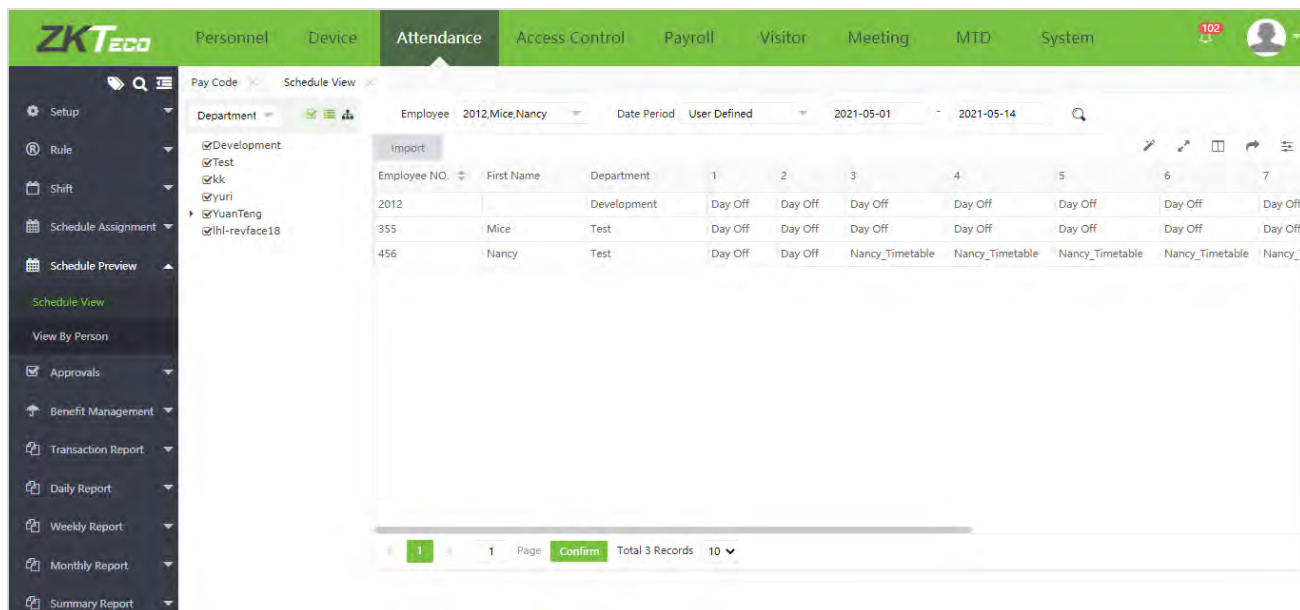 ZKTeco Personnel Device Attendance Access Control Payroll Visitor Meeting MTD System 102
Pay Code Schedule View
Setup
Rule
Shift
Schedule Assignment
Schedule Preview
Schedule View
View By Person
Approvals
Benefit Management
Transaction Report
Daily Report
Weekly Report
Monthly Report
Summary Report
Department
Development
Test
kk
yuri
YuanTeng
lhl-revface18
Employee 2012,Mice,Nancy Date Period User Defined 2021-05-01 - 2021-05-14
Import
Employee NO. First Name Department 1 2 3 4 5 6 7
2012 Development Day Off Day Off Day Off Day Off Day Off Day Off Day Off
355 Mice Test Day Off Day Off Day Off Day Off Day Off Day Off Day Off
456 Nancy Test Day Off Day Off Nancy_Timetable Nancy_Timetable Nancy_Timetable Nancy_Timetable Nancy_
1 1 Page Confirm Total 3 Records 10